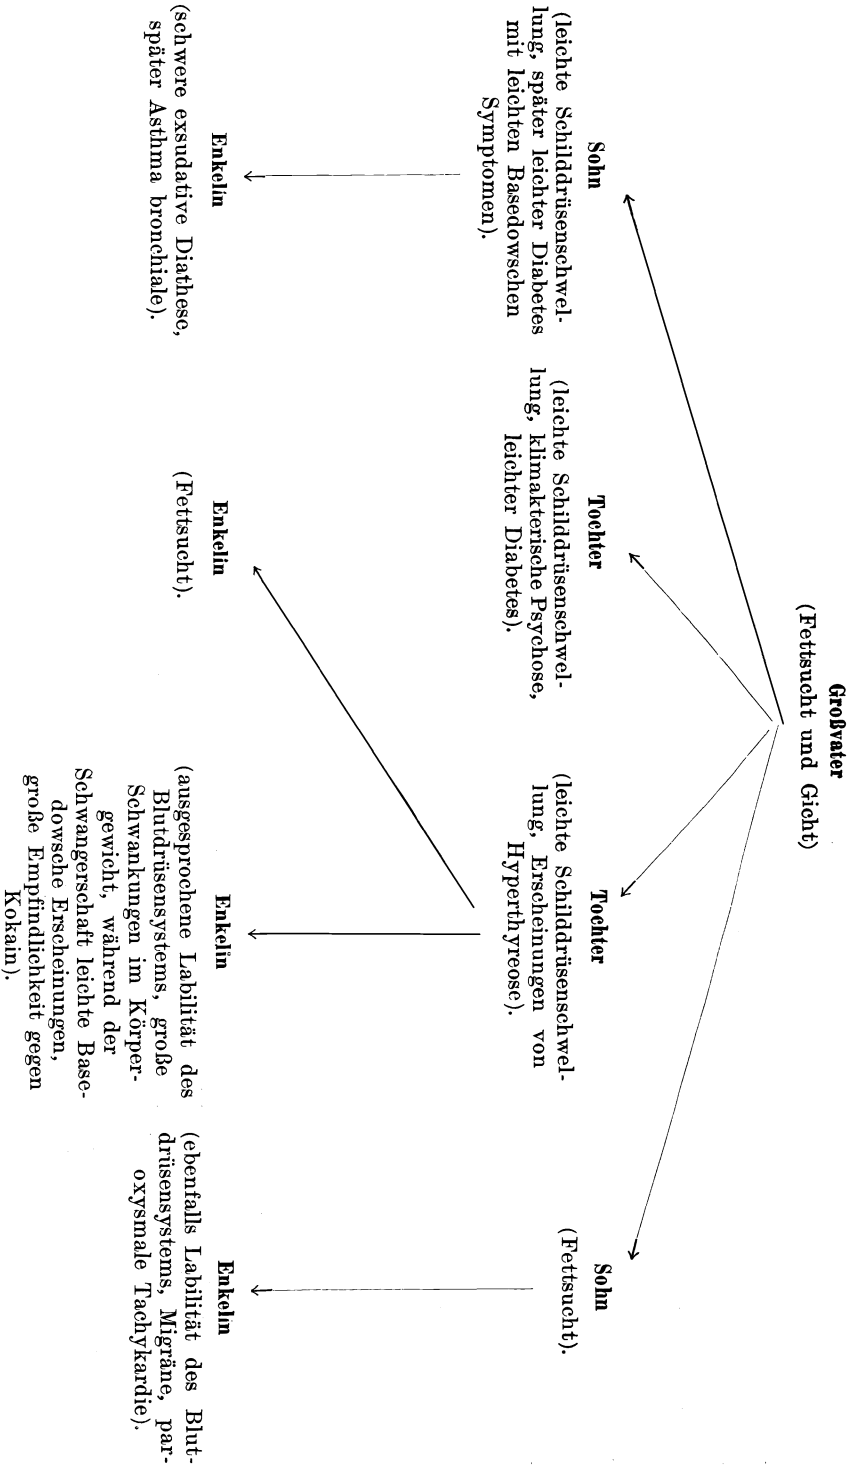 Großvater
(Fettsucht und Gicht)
Sohn
(leichte Schilddrüsenschwel-
lung, später leichter Diabetes
mit leichten Basedowschen
Symptomen).
Tochter
(leichte Schilddrüsenschwel-
lung, klimakterische Psychose,
leichter Diabetes).
Tochter
(leichte Schilddrüsenschwel-
lung, Erscheinungen von
Hyperthyreose).
Sohn
(Fettsucht).
Enkelin
(schwere exsudative Diathese,
später Asthma bronchiale).
Enkelin
(Fettsucht).
Enkelin
(ausgesprochene Labilität des
Blutdrüsensystems, große
Schwankungen im Körper-
gewicht, während der
Schwangerschaft leichte Base-
dowsche Erscheinungen,
große Empfindlichkeit gegen
Kokain).
Enkelin
(ebenfalls Labilität des Blut-
drüsensystems, Migräne, par-
oxysmale Tachykardie).